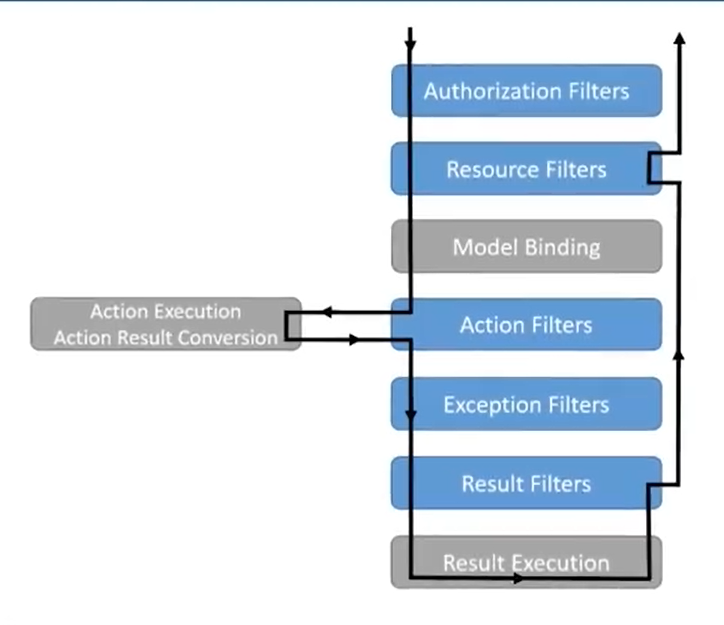 Authorization Filters
Resource Filters
Model Binding
Action Execution
Action Result Conversion
Action Filters
Exception Filters
Result Filters
Result Execution